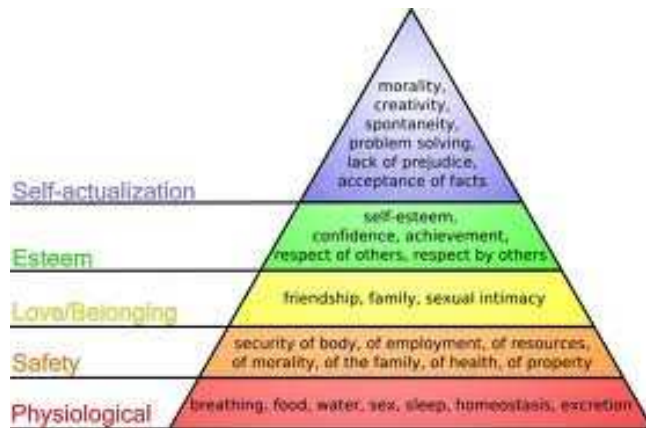 morality,
creativity,
spontaneity,
problem solving,
lack of prejudice,
acceptance of facts
Self-actualization
self-esteem,
confidence, achievement,
respect of others, respect by others
Esteem
friendship, family, sexual intimacy
Love/Belonging
security of body, of employment, of resources,
of morality, of the family, of health, of property
Safety
breathing, food, water, sex, sleep, homeostasis, excretion
Physiological